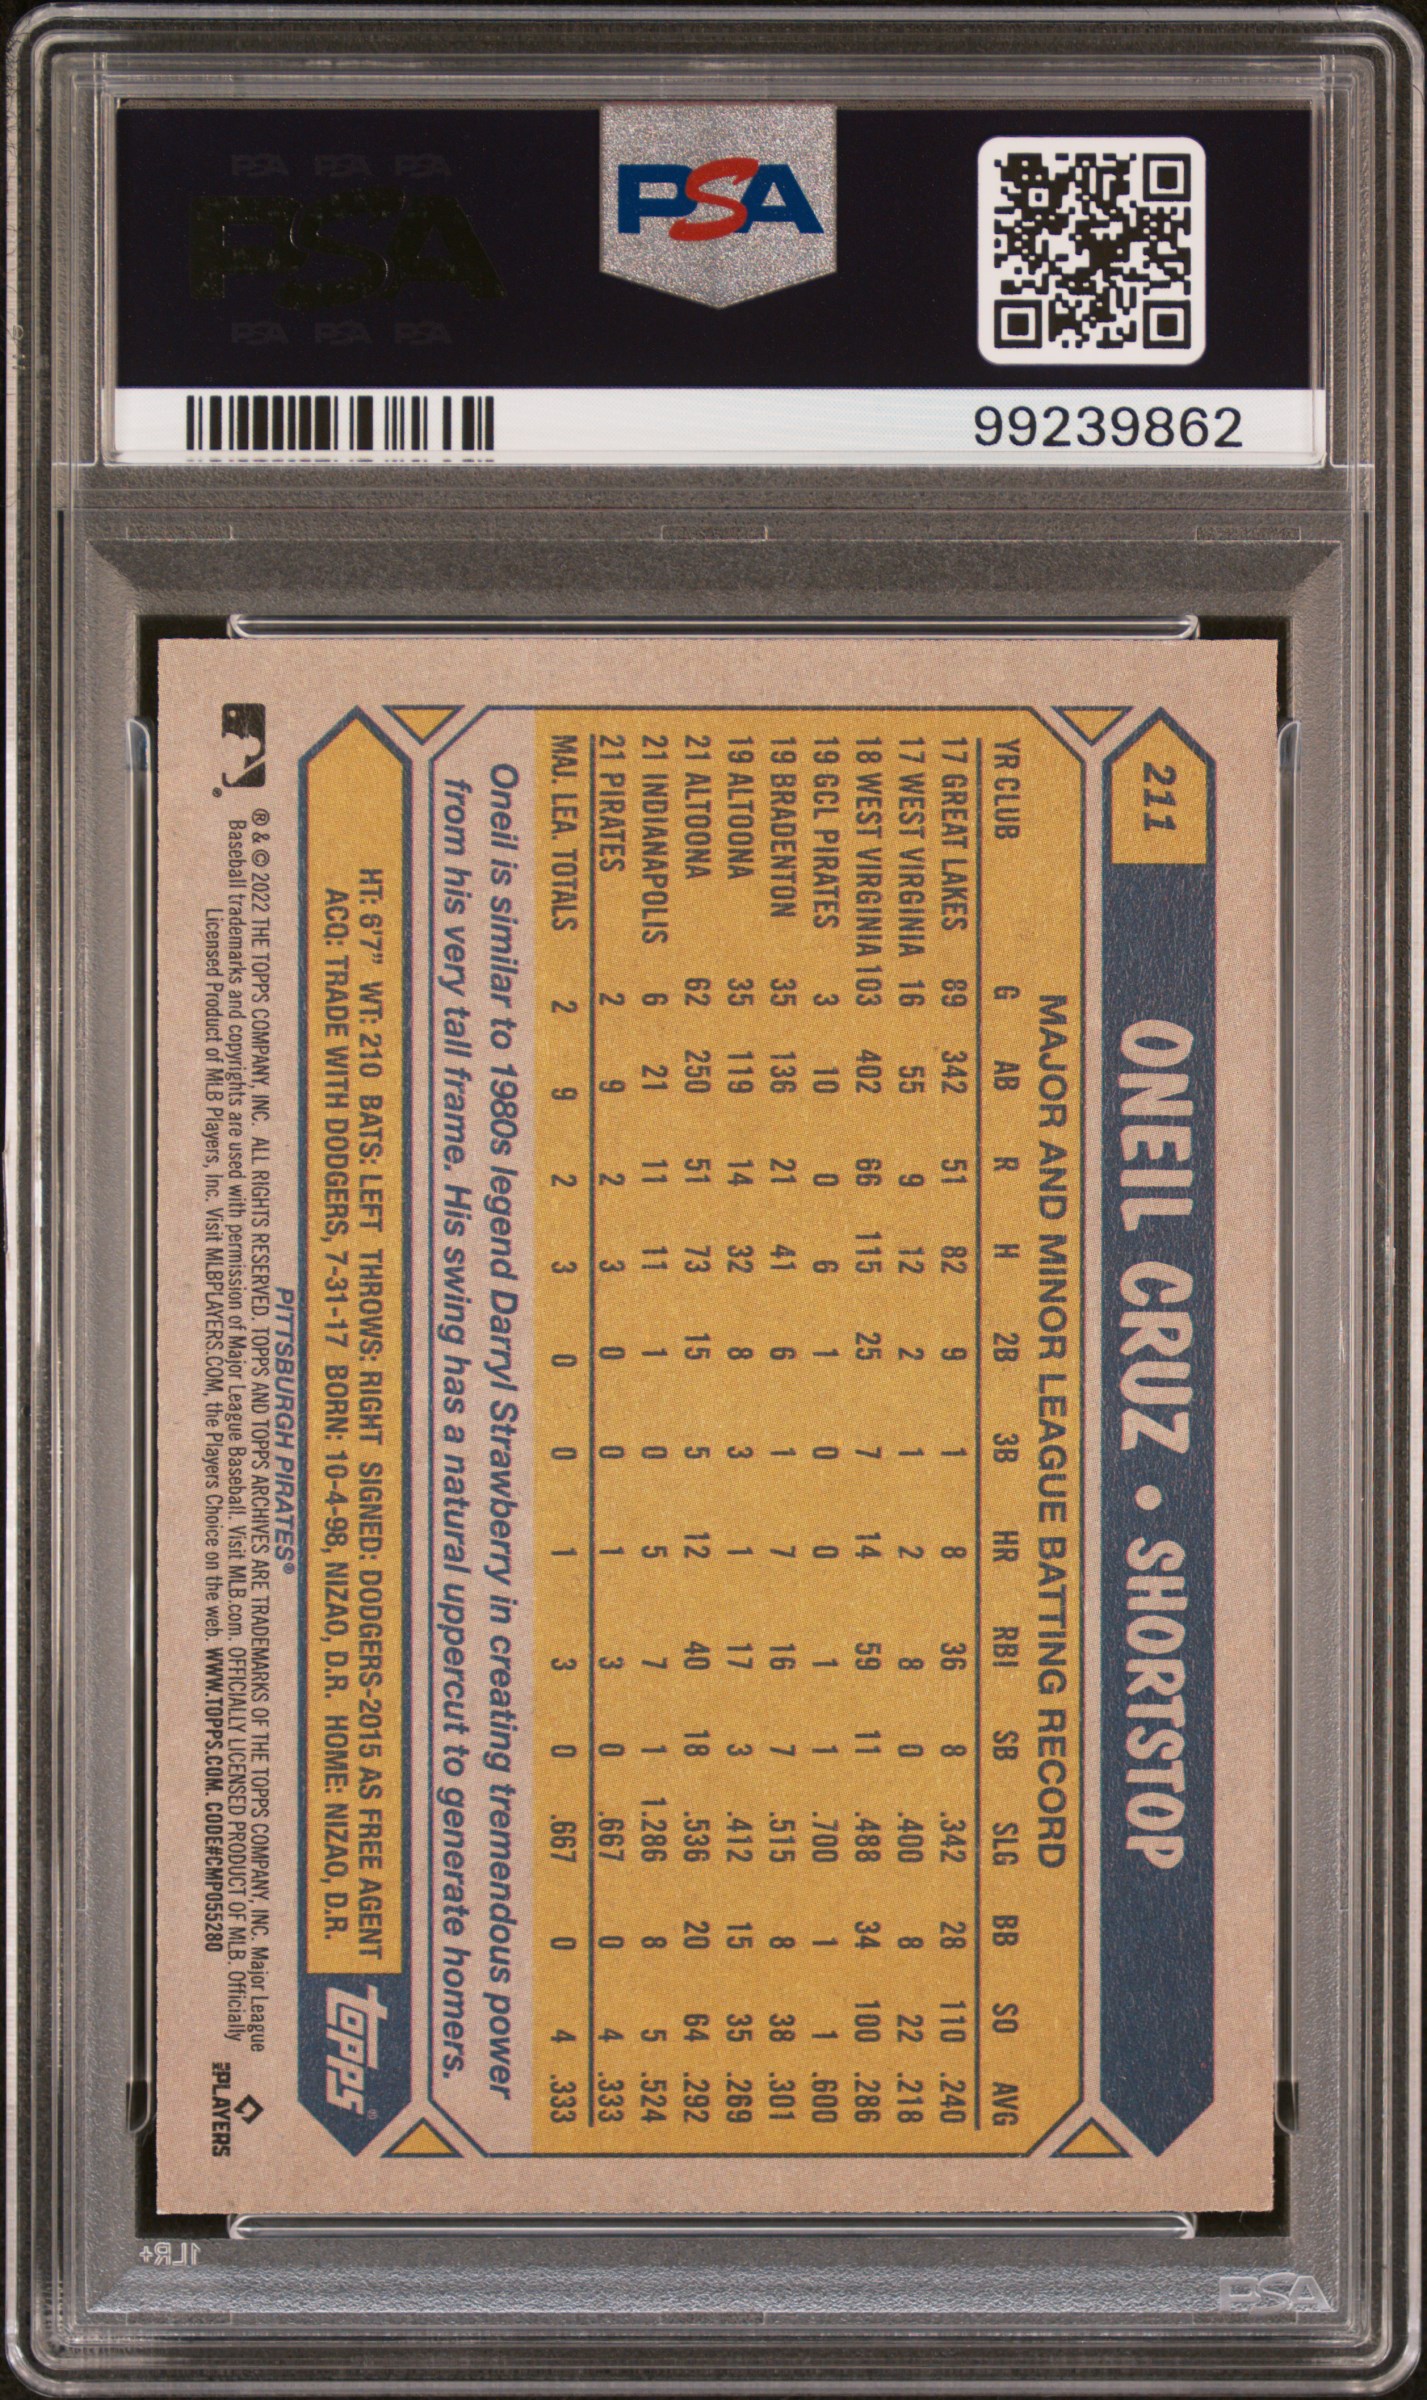 PSA PSA PSA
PSA
PSA PSA PSA
PSA
99239862
211 ONEIL CRUZ • SHORTSTOP
MAJOR AND MINOR LEAGUE BATTING RECORD
YR CLUB G AB R H 2B 3B HR RBI SB SLG BB SO AVG
17 GREAT LAKES 89 342 51 82 9 1 8 36 8 .342 28 110 .240
17 WEST VIRGINIA 16 55 9 12 2 1 2 8 0 .400 8 22 .218
18 WEST VIRGINIA 103 402 66 115 25 7 14 59 11 .488 34 100 .286
19 GCL PIRATES 3 10 0 6 1 0 0 1 1 .700 1 1 .600
19 BRADENTON 35 136 21 41 6 1 7 16 7 .515 8 38 .301
19 ALTOONA 35 119 14 32 8 3 1 17 3 .412 15 35 .269
21 ALTOONA 62 250 51 73 15 5 12 40 18 .536 20 64 .292
21 INDIANAPOLIS 6 21 11 11 1 0 5 7 1 1.286 8 5 .524
21 PIRATES 2 9 2 3 0 0 1 3 0 .667 0 4 .333
MAJ. LEA. TOTALS 2 9 2 3 0 0 1 3 0 .667 0 4 .333
Oneil is similar to 1980s legend Darryl Strawberry in creating tremendous power
from his very tall frame. His swing has a natural uppercut to generate homers.
HT: 6'7" WT: 210 BATS: LEFT THROWS: RIGHT SIGNED: DODGERS-2015 AS FREE AGENT
ACQ: TRADE WITH DODGERS, 7-31-17 BORN: 10-4-98, NIZAO, D.R. HOME: NIZAO, D.R.
topps®
PITTSBURGH PIRATES®
® & © 2022 THE TOPPS COMPANY, INC. ALL RIGHTS RESERVED. TOPPS AND TOPPS ARCHIVES ARE TRADEMARKS OF THE TOPPS COMPANY, INC. Major League
Baseball trademarks and copyrights are used with permission of Major League Baseball. Visit MLB.com. OFFICIALLY LICENSED PRODUCT OF MLB. Officially
Licensed Product of MLB Players, Inc. Visit MLBPLAYERS.COM, the Players Choice on the web. WWW.TOPPS.COM. CODE#CMP055280
MLB PLAYERS
1LR+
PSA